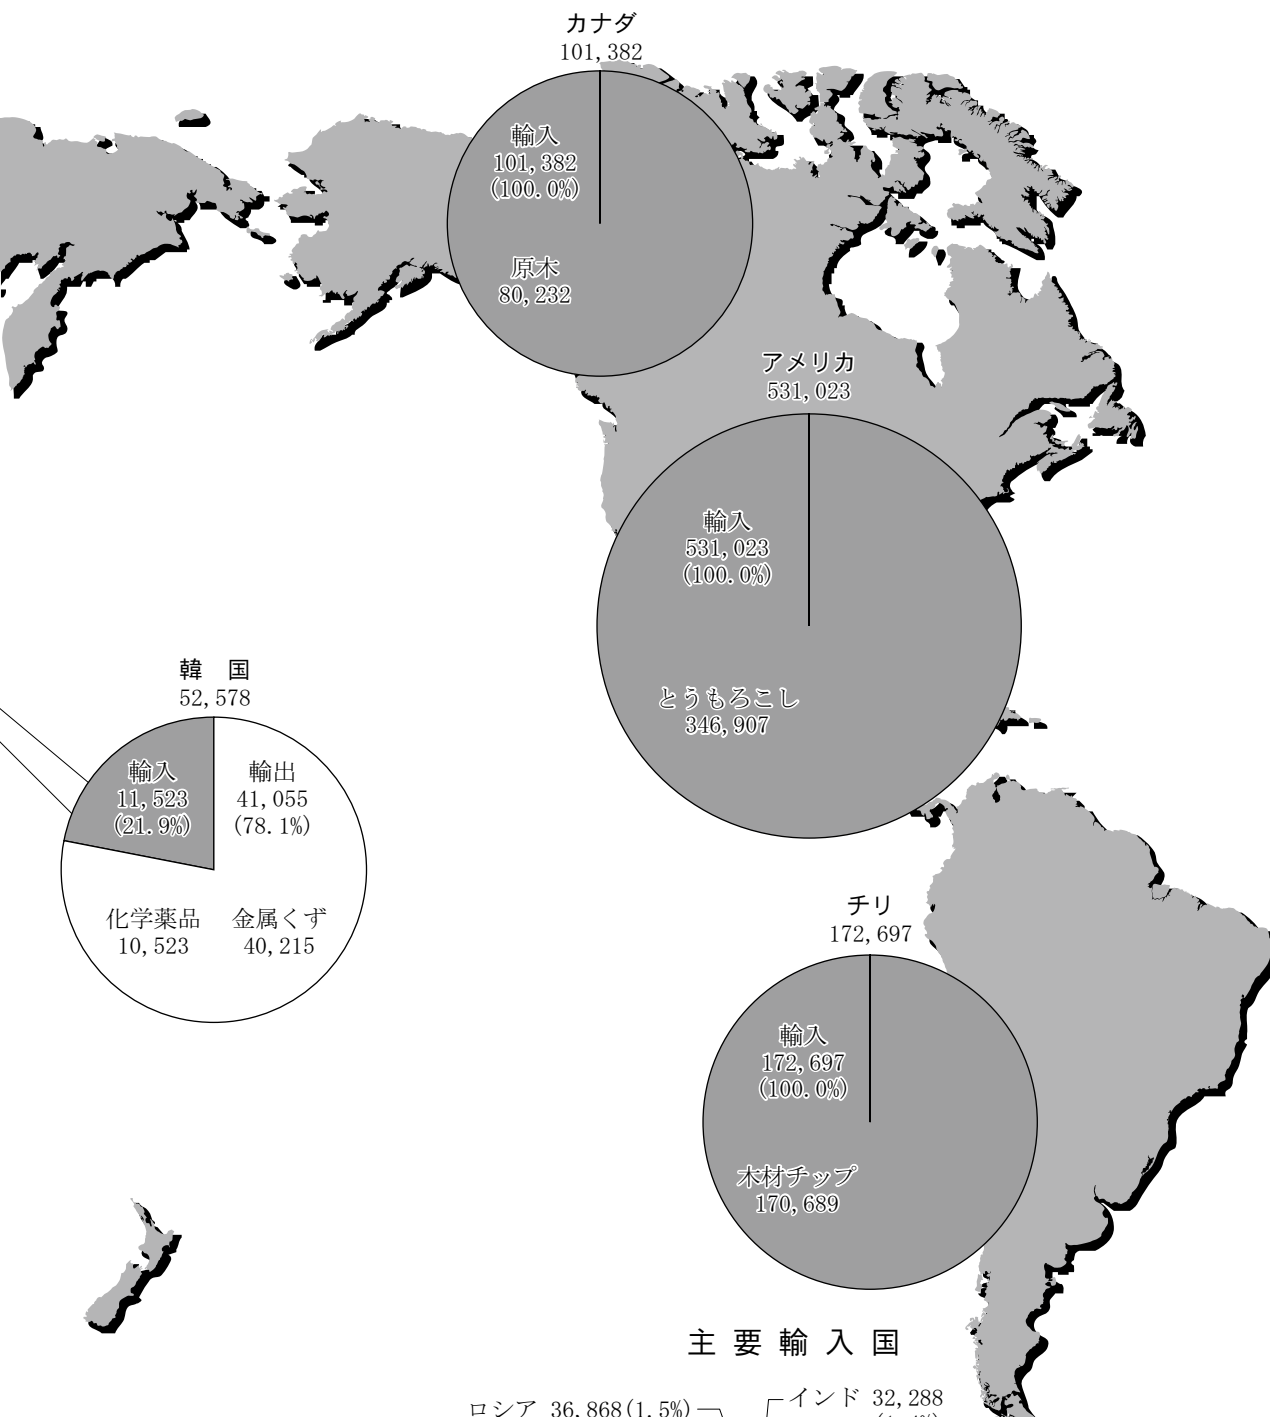 カナダ
101,382
輸入
101,382
(100.0%)
原木
80,232
アメリカ
531,023
輸入
531,023
(100.0%)
とうもろこし
346,907
韓　国
52,578
輸入
11,523
(21.9%)
輸出
41,055
(78.1%)
化学薬品
10,523
金属くず
40,215
チリ
172,697
輸入
172,697
(100.0%)
木材チップ
170,689
主 要 輸 入 国
ロシア 36,868(1.5%)
インド 32,288